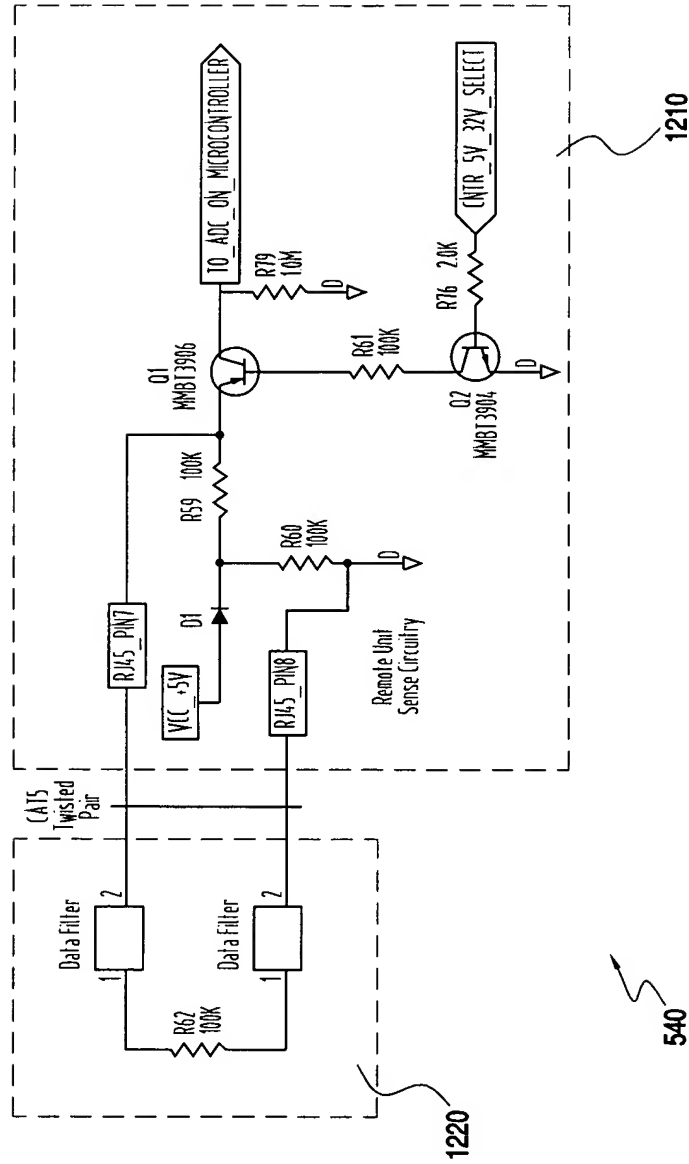 1220
R62
100K
1
Data Filter
2
1
Data Filter
2
CAT5
Twisted
Pair
RJ45_PIN7
RJ45_PIN8
VCC_+5V
D1
R59 100K
R60
100K
D
Remote Unit
Sense Circuitry
Q1
MMBT3906
TO_ADC_ON_MICROCONTROLLER
R79
1.0M
D
R61
100K
Q2
MMBT3904
D
R76 2.0K
CNTR_5V_32V_SELECT
1210
540